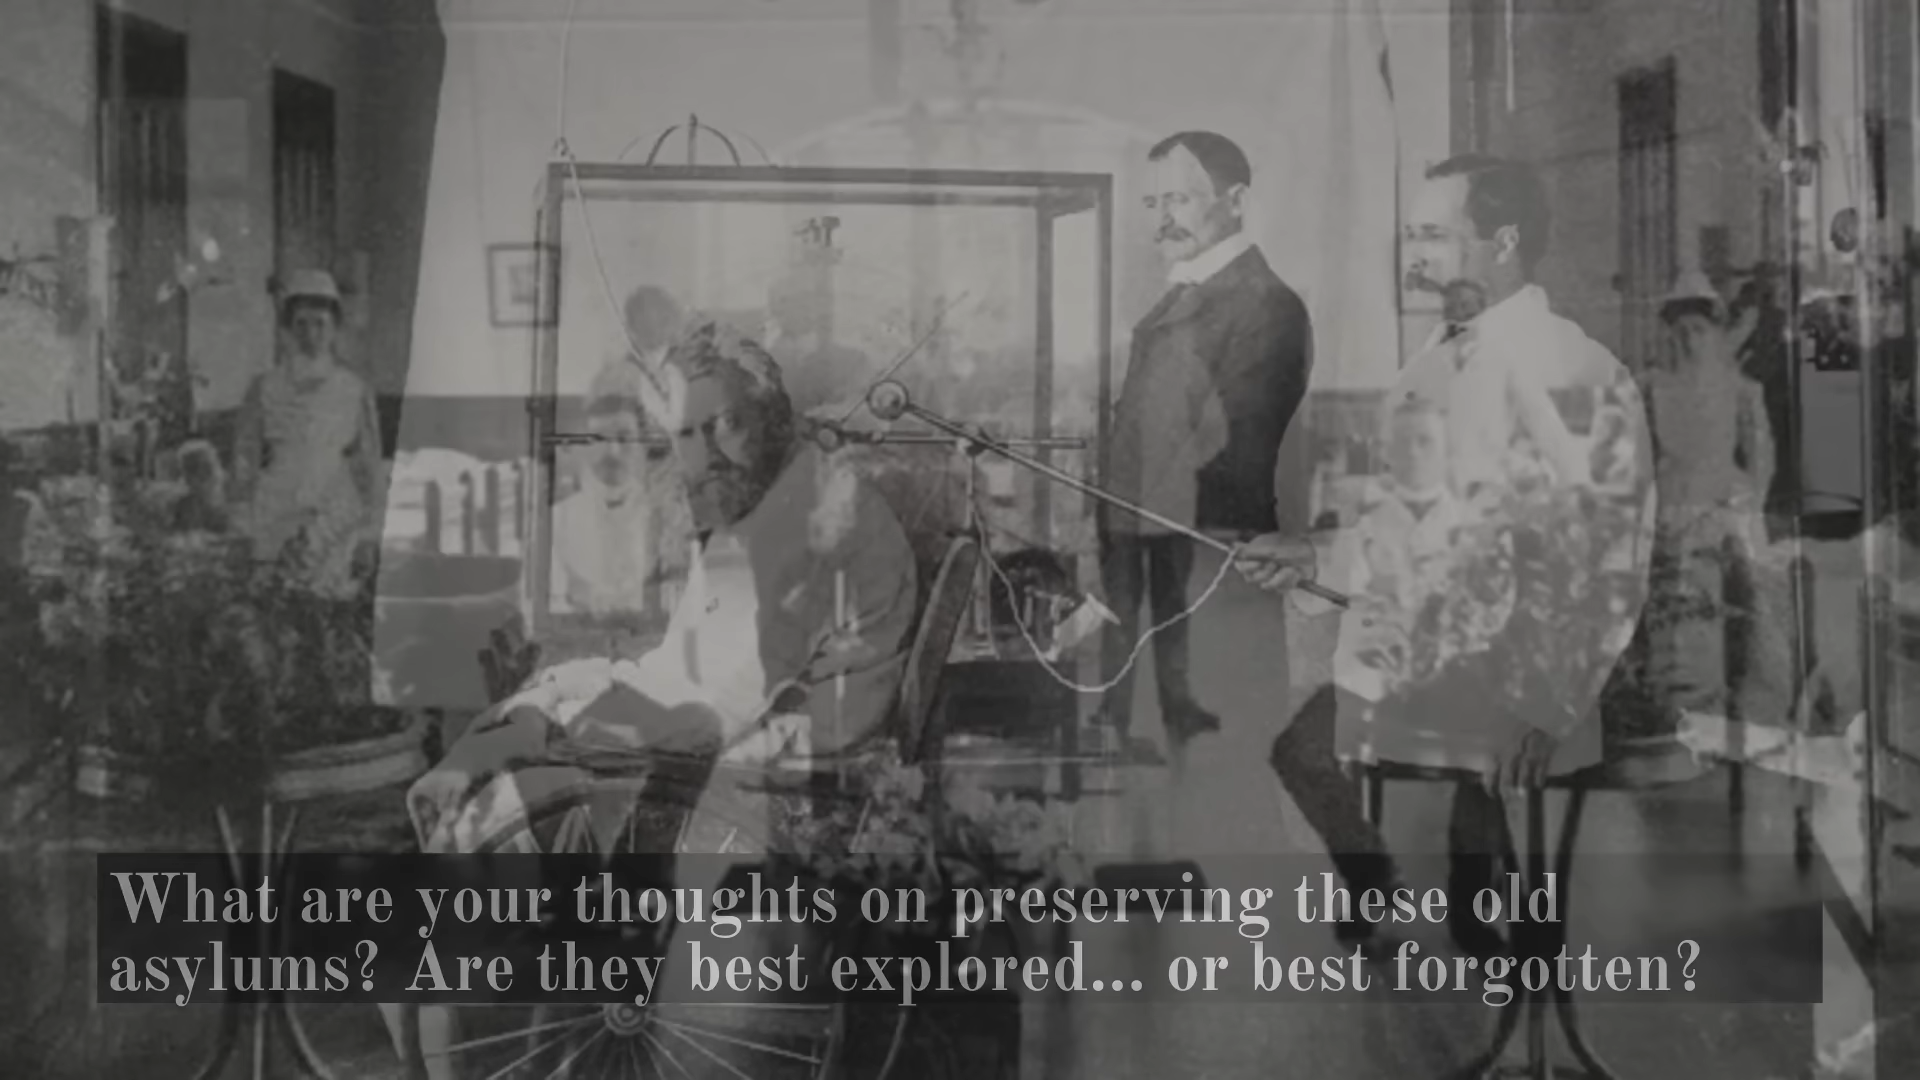 What are your thoughts on preserving these old
asylums? Are they best explored... or best forgotten?